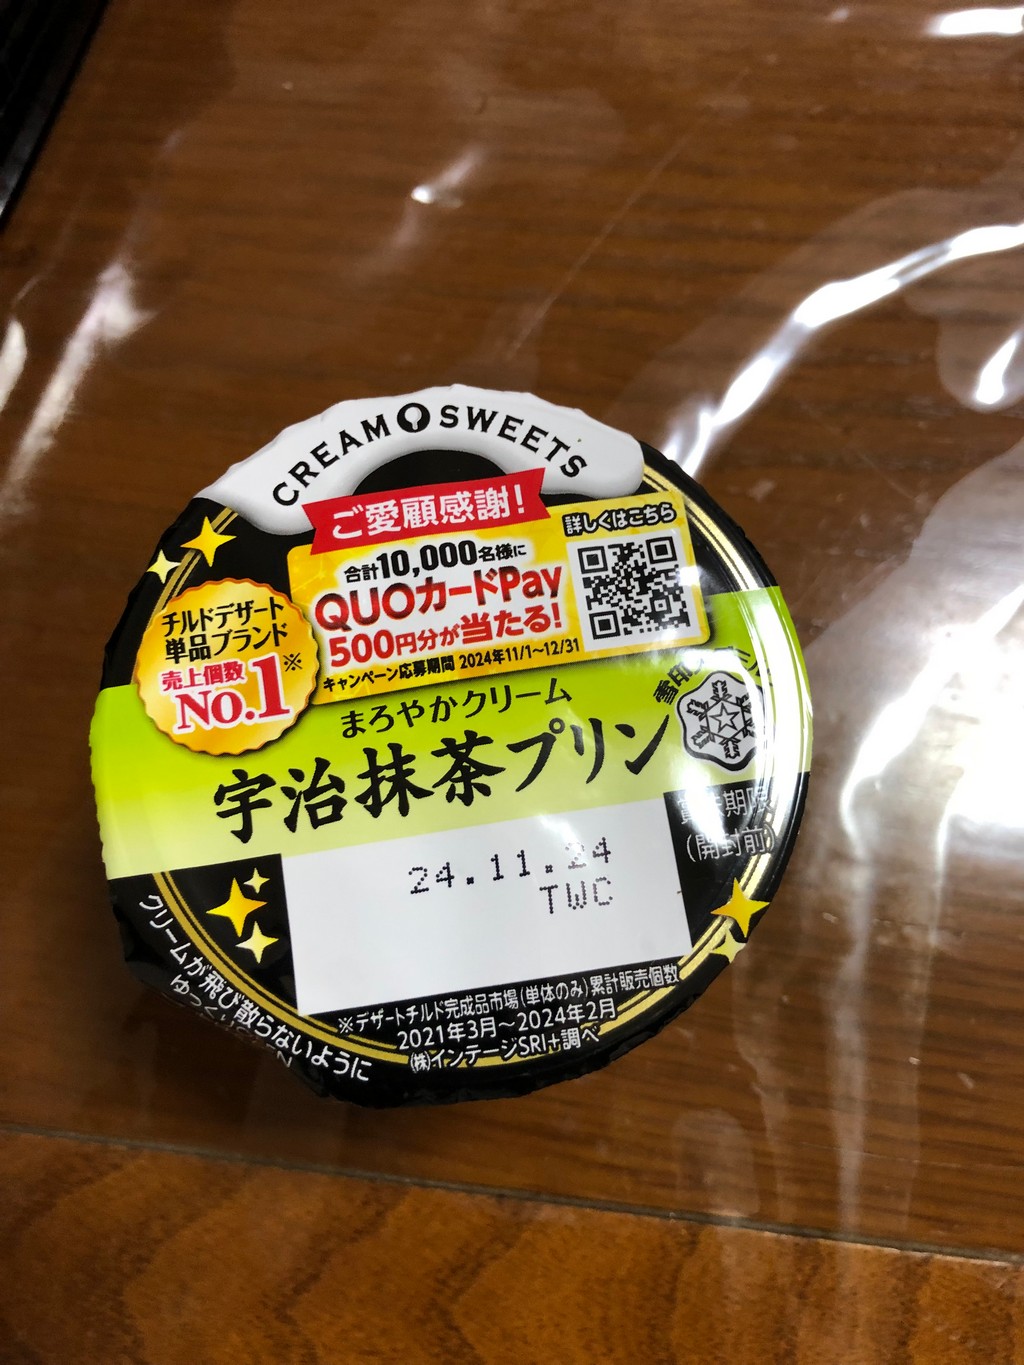 CREAM SWEETS
ご愛顧感謝!
合計10,000名様に
QUOカードPay
500円分が当たる!
キャンペーン応募期間 2024年11/1~12/31
詳しくはこちら
チルドデザート
単品ブランド
売上個数
No.1※
まろやかクリーム
宇治抹茶プリン
賞味期限
(開封前)
24.11.24
TWC
※デザートチルド完成品市場(単体のみ)累計販売個数
2021年3月~2024年2月
㈱インテージSRI+調べ
クリームが飛び散らないように